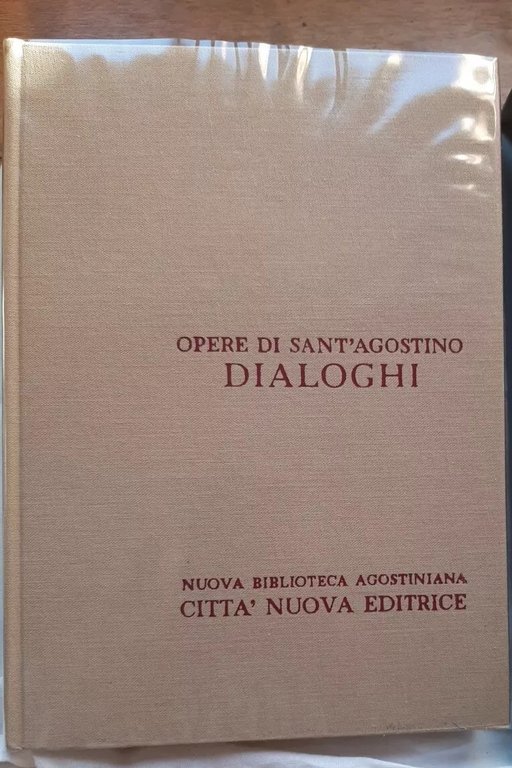 OPERE DI SANT'AGOSTINO
DIALOGHI
NUOVA BIBLIOTECA AGOSTINIANA
CITTA' NUOVA EDITRICE